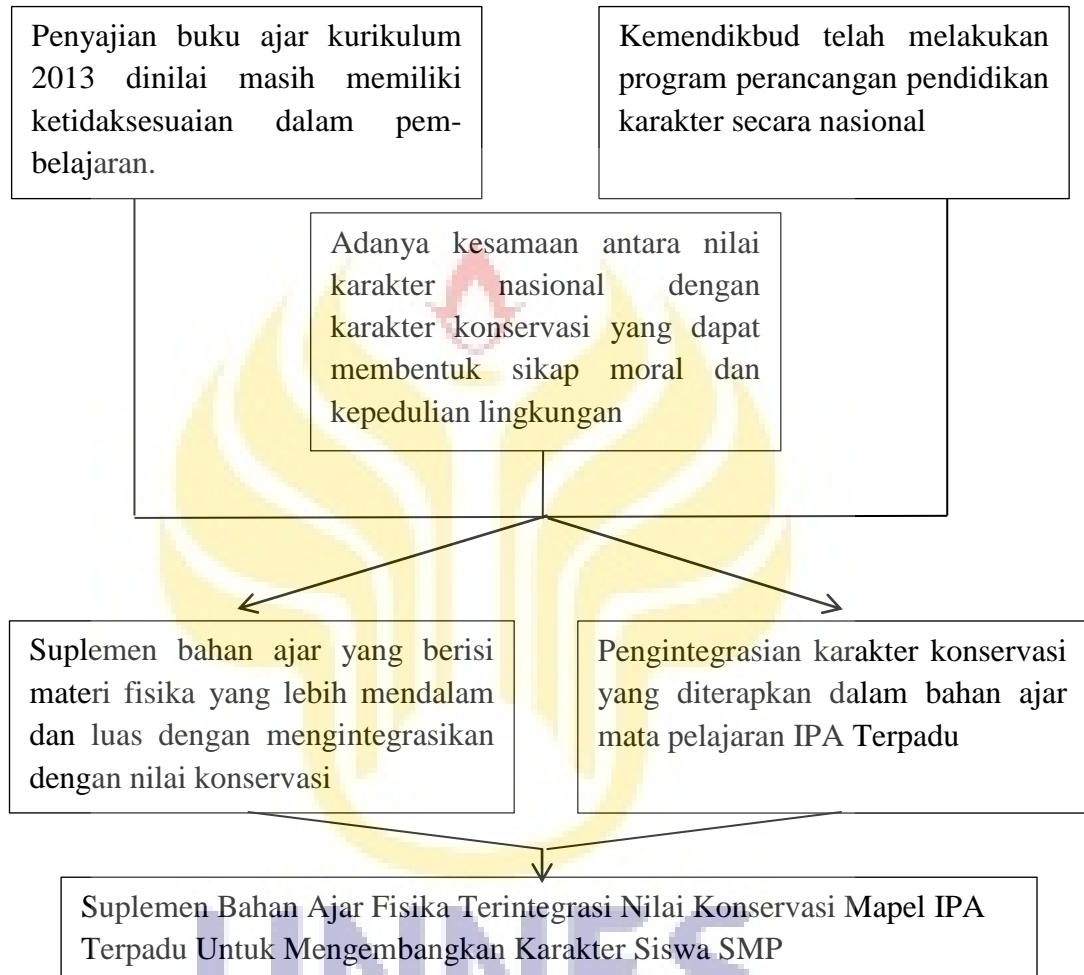 Penyajian buku ajar kurikulum
2013 dinilai masih memiliki
ketidaksesuaian dalam pem-
belajaran.
Kemendikbud telah melakukan
program perancangan pendidikan
karakter secara nasional
Adanya kesamaan antara nilai
karakter nasional dengan
karakter konservasi yang dapat
membentuk sikap moral dan
kepedulian lingkungan
Suplemen bahan ajar yang berisi
materi fisika yang lebih mendalam
dan luas dengan mengintegrasikan
dengan nilai konservasi
Pengintegrasian karakter konservasi
yang diterapkan dalam bahan ajar
mata pelajaran IPA Terpadu
Suplemen Bahan Ajar Fisika Terintegrasi Nilai Konservasi Mapel IPA
Terpadu Untuk Mengembangkan Karakter Siswa SMP
UNNES